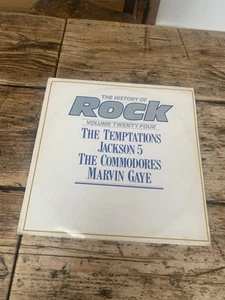 THE HISTORY OF
Rock
VOLUME TWENTY FOUR
THE TEMPTATIONS
JACKSON 5
THE COMMODORES
MARVIN GAYE